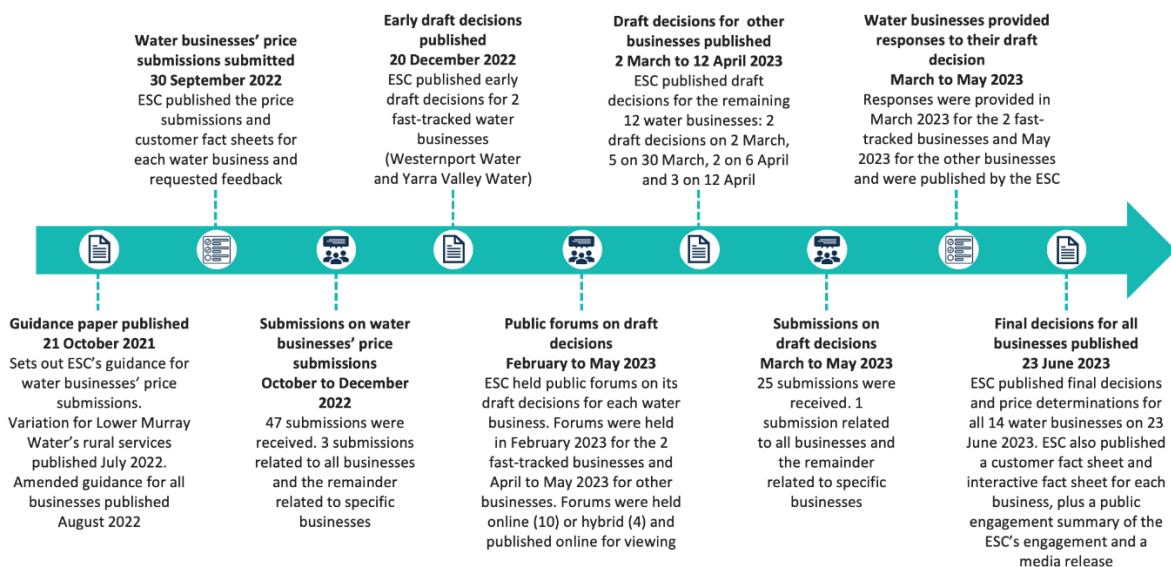 Water businesses’ price
submissions submitted
30 September 2022
ESC published the price
submissions and
customer fact sheets for
each water business and
requested feedback
Early draft decisions
published
20 December 2022
ESC published early
draft decisions for 2
fast-tracked water
businesses
(Westernport Water
and Yarra Valley Water)
Draft decisions for  other
businesses published
2 March to 12 April 2023
ESC published draft
decisions for the remaining
12 water businesses: 2
draft decisions on 2 March,
5 on 30 March, 2 on 6 April
and 3 on 12 April
Water businesses provided
responses to their draft
decision
March to May 2023
Responses were provided in
March 2023 for the 2 fast-
tracked businesses and May
2023 for the other businesses
and were published by the ESC
Guidance paper published
21 October 2021
Sets out ESC’s guidance for
water businesses’ price
submissions.
Variation for Lower Murray
Water’s rural services
published July 2022.
Amended guidance for all
businesses published
August 2022
Submissions on water
businesses’ price
submissions
October to December
2022
47 submissions were
received. 3 submissions
related to all businesses
and the remainder
related to specific
businesses
Public forums on draft
decisions
February to May 2023
ESC held public forums on its
draft decisions for each water
business. Forums were held
in February 2023 for the 2
fast-tracked businesses and
April to May 2023 for other
businesses. Forums were held
online (10) or hybrid (4) and
published online for viewing
Submissions on
draft decisions
March to May 2023
25 submissions were
received. 1
submission related
to all businesses and
the remainder
related to specific
businesses
Final decisions for all
businesses published
23 June 2023
ESC published final decisions
and price determinations for
all 14 water businesses on 23
June 2023. ESC also published
a customer fact sheet and
interactive fact sheet for each
business, plus a public
engagement summary of the
ESC’s engagement and a
media release